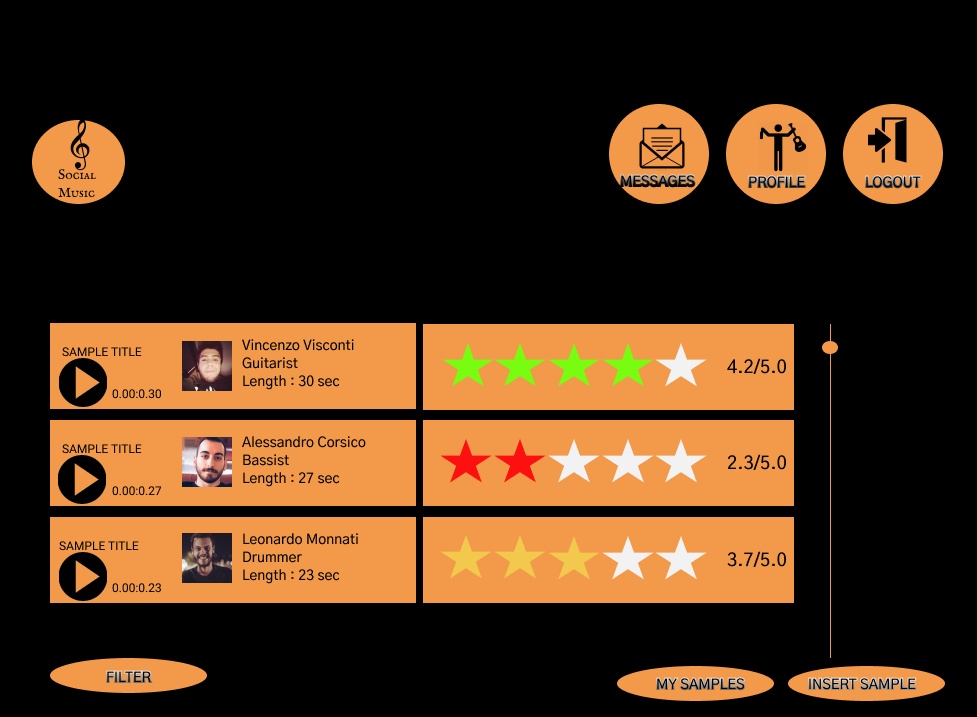 Social
Music
MESSAGES
PROFILE
LOGOUT
SAMPLE TITLE
0.00:0.30
Vincenzo Visconti
Guitarist
Length : 30 sec
4.2/5.0
SAMPLE TITLE
0.00:0.27
Alessandro Corsico
Bassist
Length : 27 sec
2.3/5.0
SAMPLE TITLE
0.00:0.23
Leonardo Monnati
Drummer
Length : 23 sec
3.7/5.0
FILTER
MY SAMPLES
INSERT SAMPLE